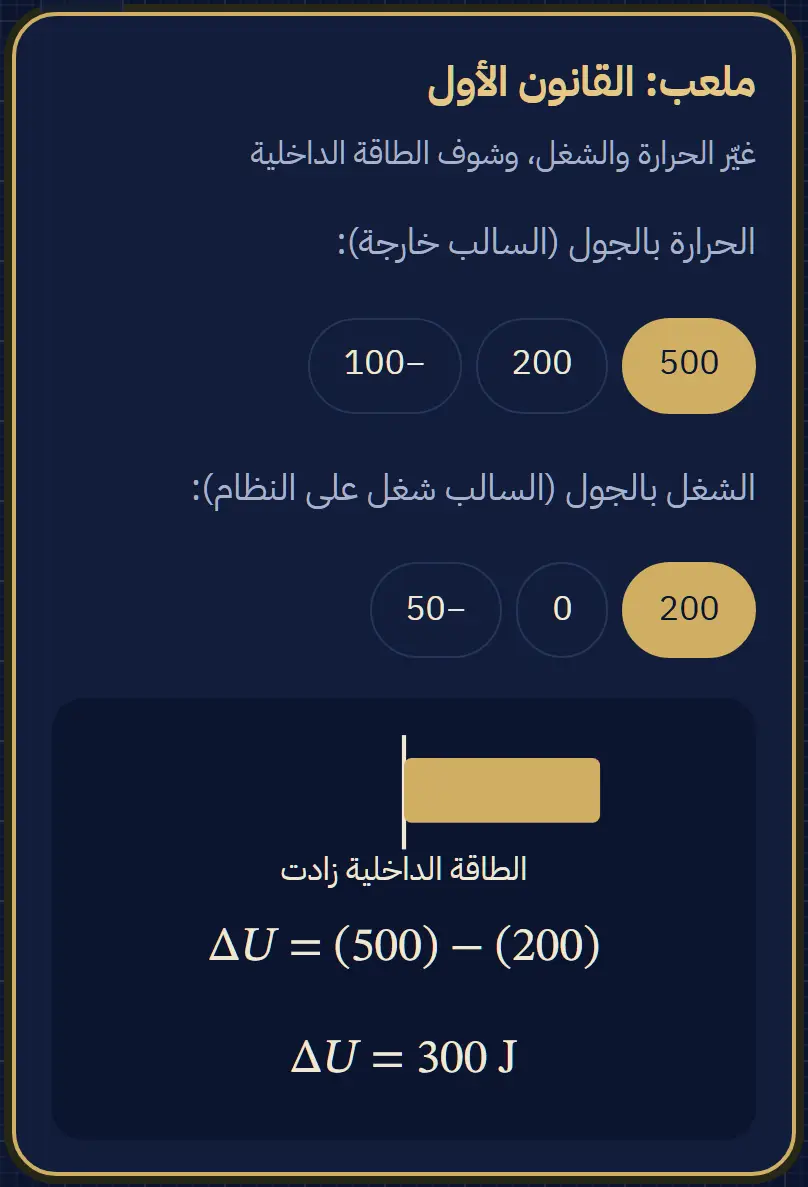 ملعب: القانون الأول
غيّر الحرارة والشغل، وشوف الطاقة الداخلية
الحرارة بالجول (السالب خارجة):
500 200 −100
الشغل بالجول (السالب شغل على النظام):
200 0 −50
الطاقة الداخلية زادت
ΔU = (500) − (200)
ΔU = 300 J